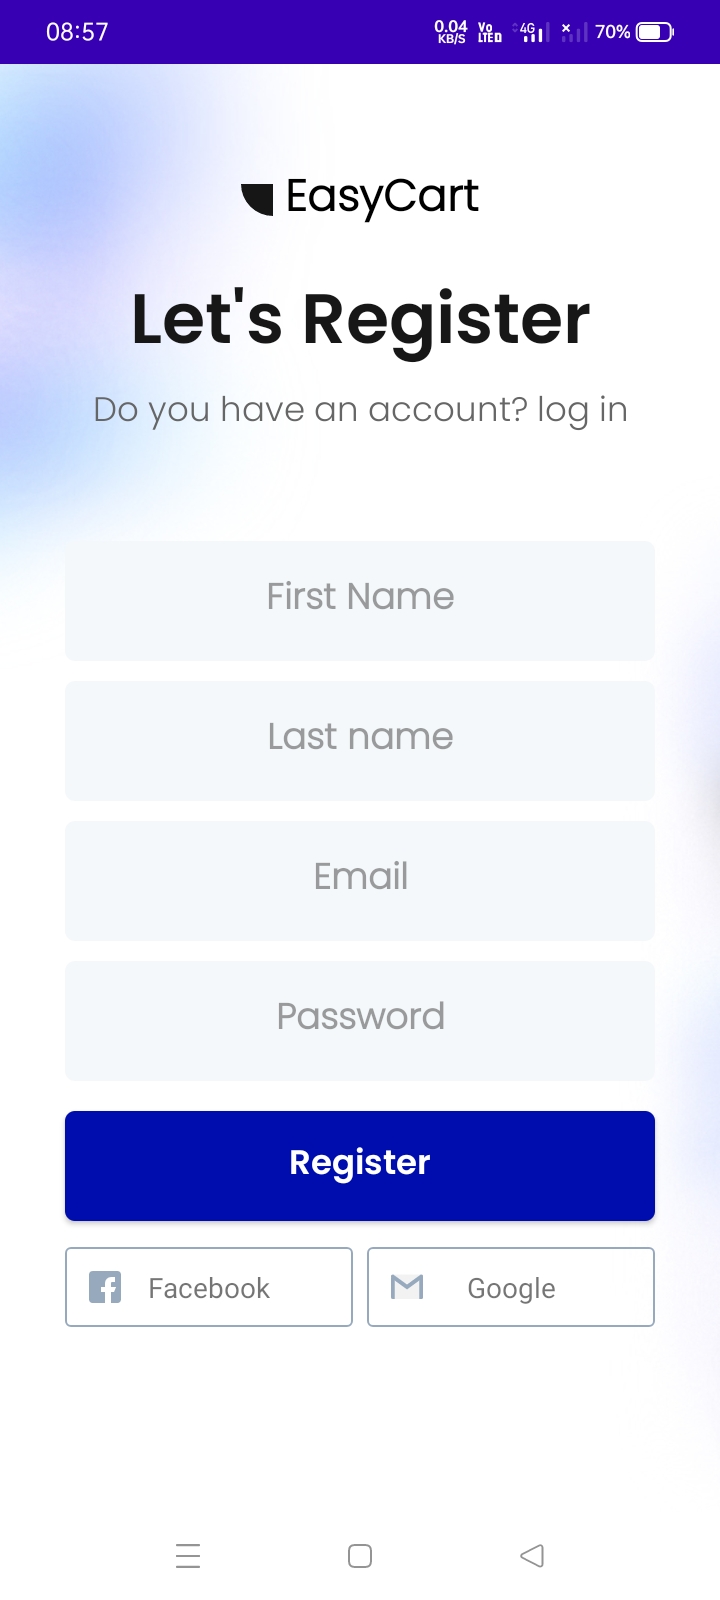 08:57 0.04 KB/S Vo LTE D 4G 70%
EasyCart
Let's Register
Do you have an account? log in
First Name
Last name
Email
Password
Register
Facebook Google